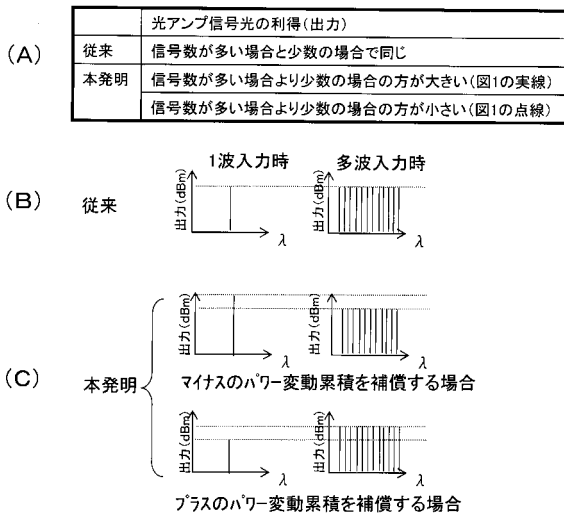 (A)
光アンプ信号光の利得(出力)
従来 信号数が多い場合と少数の場合で同じ
本発明 信号数が多い場合より少数の場合の方が大きい(図1の実線)
信号数が多い場合より少数の場合の方が小さい(図1の点線)
1波入力時 多波入力時
(B) 従来
出力(dBm) λ 出力(dBm) λ
(C) 本発明
出力(dBm) λ 出力(dBm) λ
マイナスのパワー変動累積を補償する場合
出力(dBm) λ 出力(dBm) λ
プラスのパワー変動累積を補償する場合